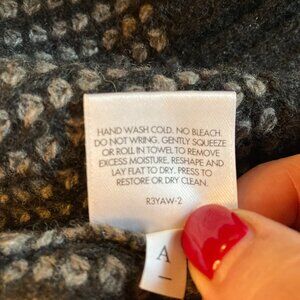 HAND WASH COLD. NO BLEACH.
DO NOT WRING. GENTLY SQUEEZE
OR ROLL IN TOWEL TO REMOVE
EXCESS MOISTURE, RESHAPE AND
LAY FLAT TO DRY. PRESS TO
RESTORE OR DRY CLEAN.
R3YAW-2
A